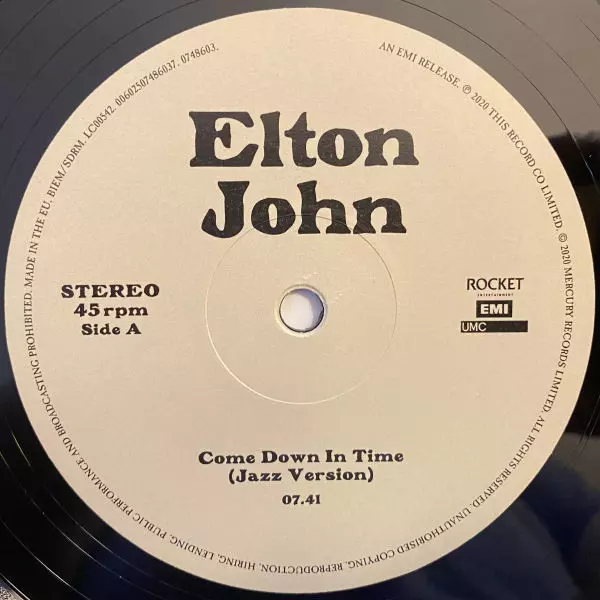 Elton
John
STEREO
45 rpm
Side A
ROCKET
ENTERTAINMENT
EMI
UMC
Come Down In Time
(Jazz Version)
07.41
AN EMI RELEASE. ℗ 2020 THIS RECORD CO LIMITED. © 2020 MERCURY RECORDS LIMITED. ALL RIGHTS RESERVED. UNAUTHORISED COPYING, REPRODUCTION, HIRING, LENDING, PUBLIC PERFORMANCE AND BROADCASTING PROHIBITED. MADE IN THE EU. BIEM/SDRM. LC00542. 00602507486037. 0748603.